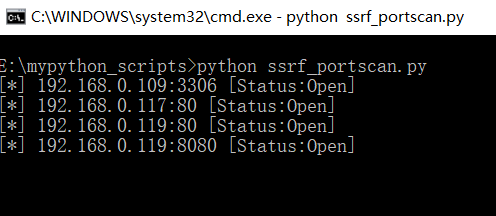 C:\WINDOWS\system32\cmd.exe - python  ssrf_portscan.py
E:\mypython_scripts>python ssrf_portscan.py
[*] 192.168.0.109:3306 [Status:Open]
[*] 192.168.0.117:80 [Status:Open]
[*] 192.168.0.119:80 [Status:Open]
[*] 192.168.0.119:8080 [Status:Open]